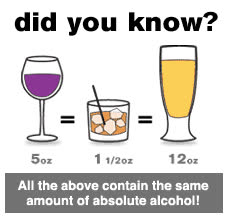 did you know?
= =
5oz 1 1/2oz 12oz
All the above contain the same
amount of absolute alcohol!